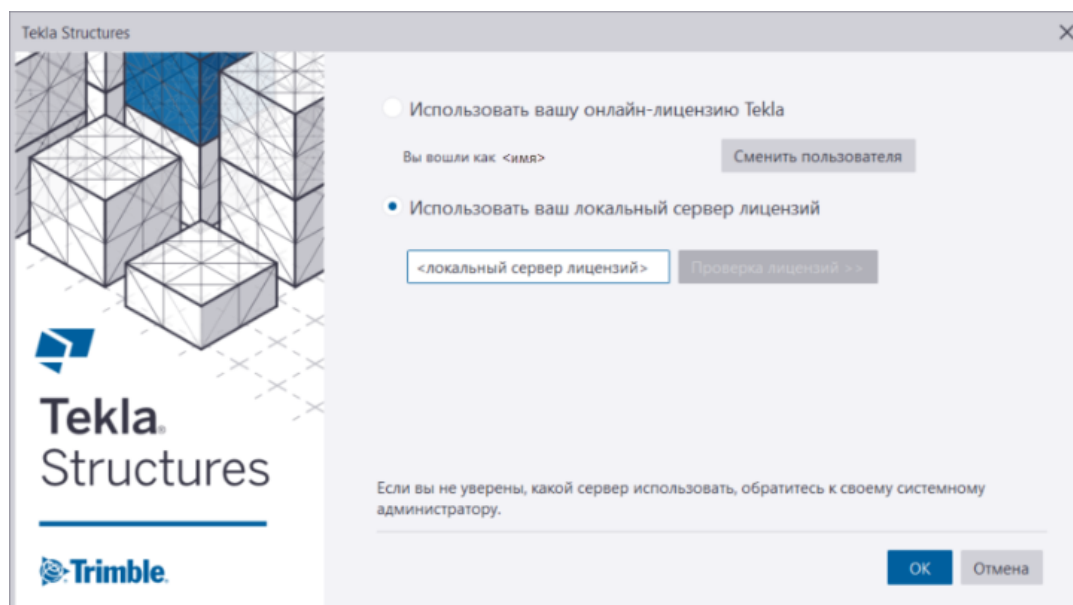 Tekla Structures
Использовать вашу онлайн-лицензию Tekla
Вы вошли как <имя>
Сменить пользователя
Использовать ваш локальный сервер лицензий
<локальный сервер лицензий>
Проверка лицензий >>
Tekla®
Structures
Если вы не уверены, какой сервер использовать, обратитесь к своему системному
администратору.
Trimble.
ОК
Отмена